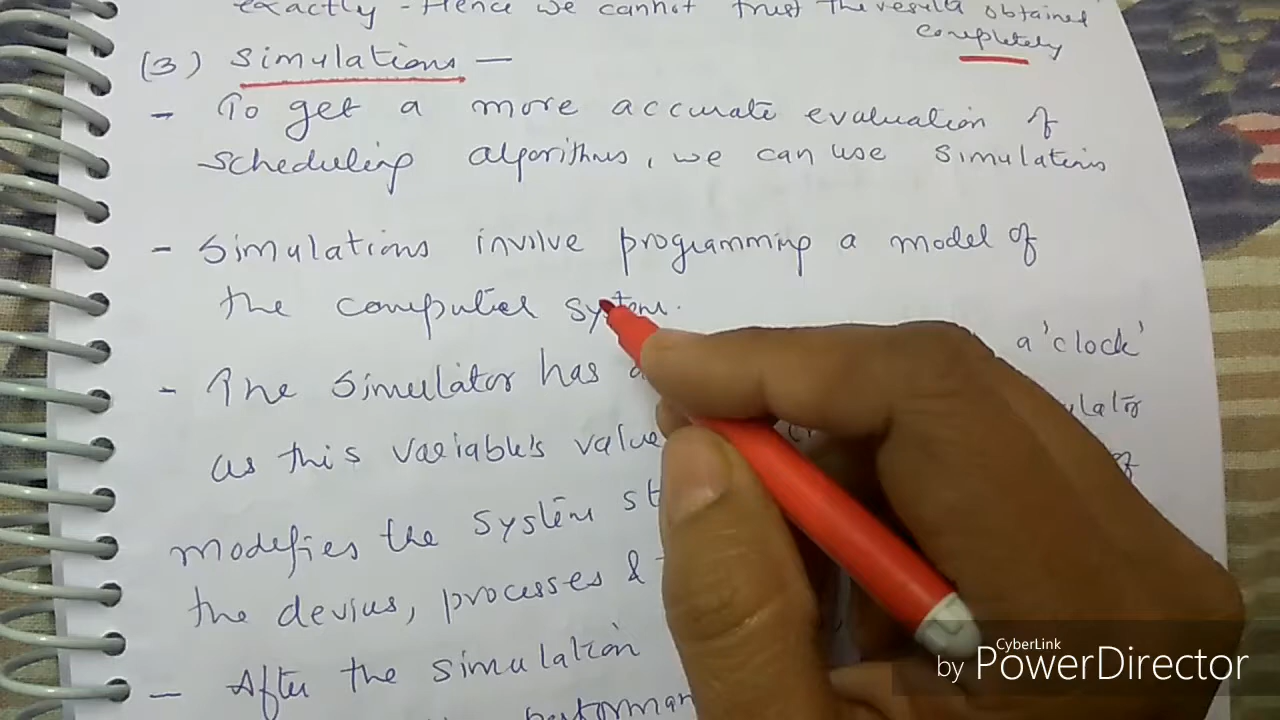 exactly - Hence we cannot trust the results obtained
completely
(3) Simulations -
- To get a more accurate evaluation of
scheduling algorithms, we can use simulations
- Simulations involve programming a model of
the computer system.
- The simulator has a 'clock'
as this variable's value
modifies the system of
the devices, processes &
- After the simulation
CyberLink
by PowerDirector